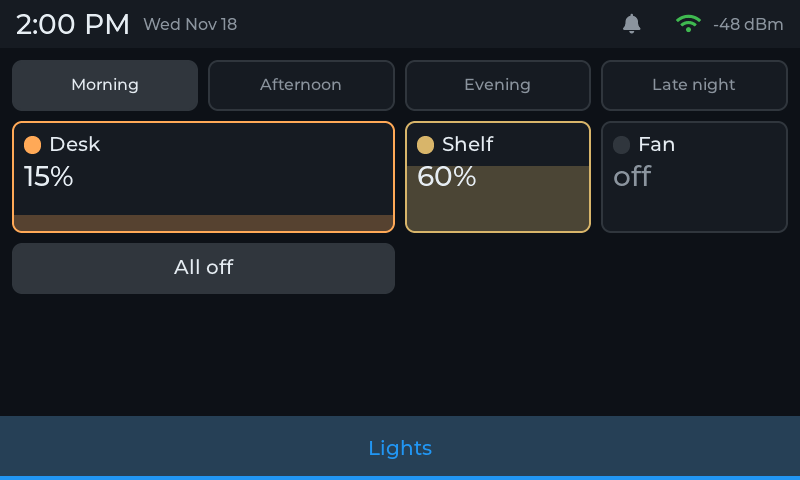 2:00 PM Wed Nov 18 -48 dBm
Morning Afternoon Evening Late night
Desk Shelf Fan
15% 60% off
All off
Lights